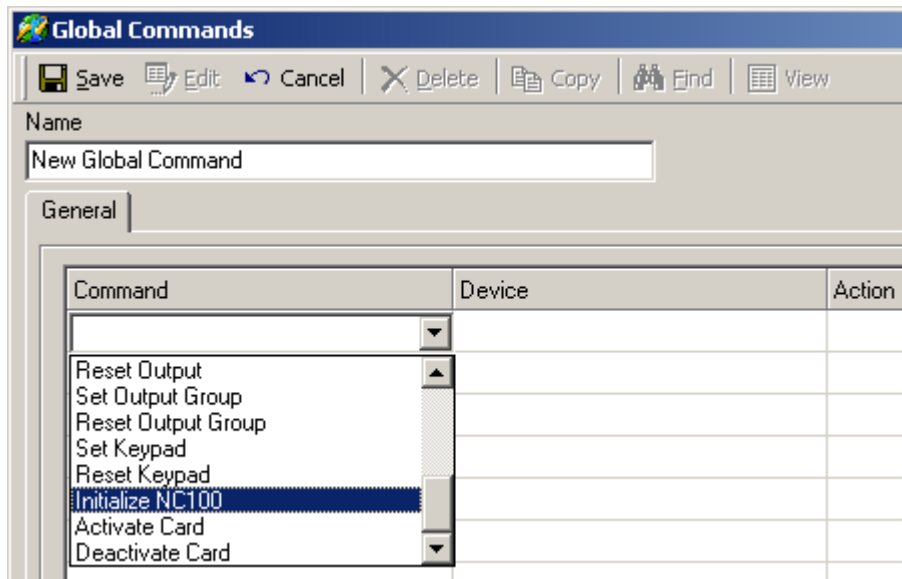 Global Commands
Save Edit Cancel Delete Copy Find View
Name
New Global Command
General
Command Device Action
Reset Output
Set Output Group
Reset Output Group
Set Keypad
Reset Keypad
Initialize NC100
Activate Card
Deactivate Card